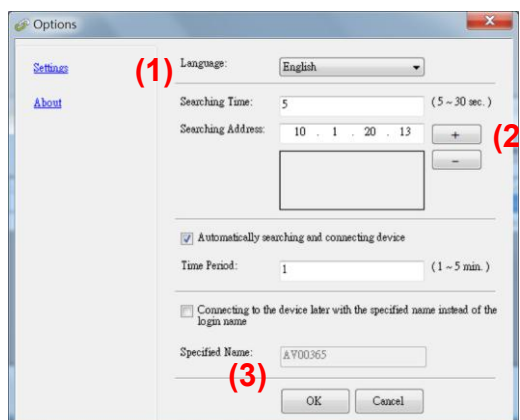 Options
Settings
About
(1)
Language:
English
Searching Time:
5
(5 ~ 30 sec.)
Searching Address:
10 . 1 . 20 . 13
+
(2
–
Automatically searching and connecting device
Time Period:
1
(1 ~ 5 min.)
Connecting to the device later with the specified name instead of the
login name
Specified Name:
AV00365
(3)
OK
Cancel